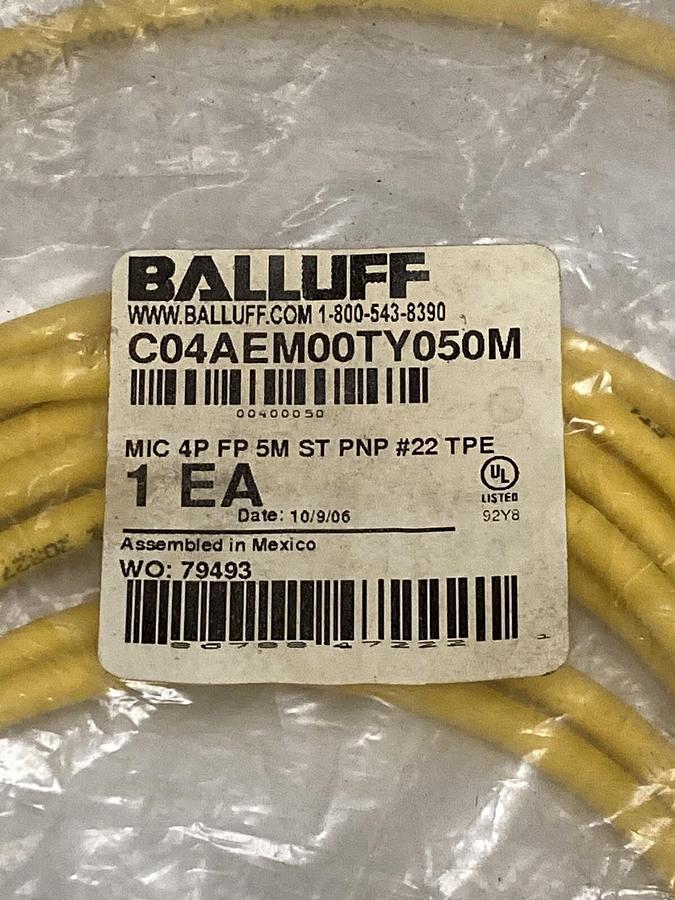 BALLUFF
WWW.BALLUFF.COM 1-800-543-8390
C04AEM00TY050M
00400050
MIC 4P FP 5M ST PNP #22 TPE
1 EA
UL
LISTED
Date: 10/9/06
92Y8
Assembled in Mexico
WO: 79493